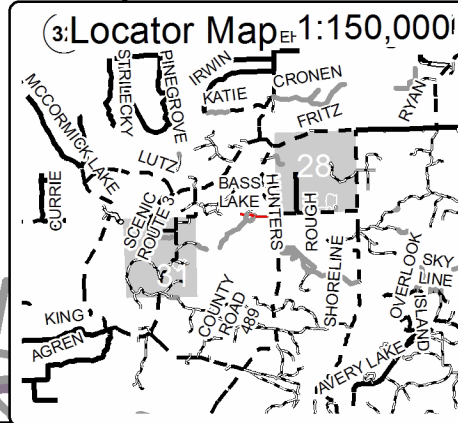 Locator Map 1:150,000
STRILECKY
PINEGROVE
IRWIN
KATIE
CRONEN
RYAN
FRITZ
MCCORMICK LAKE
LUTZ
28
CURRIE
SCENIC
ROUTE 3
BASS
LAKE
HUNTERS
ROUGH
SHORELINE
OVERLOOK
SKY
LINE
ISLAND
31
COUNTY
ROAD
489
KING
AGREN
AVERY LAKE